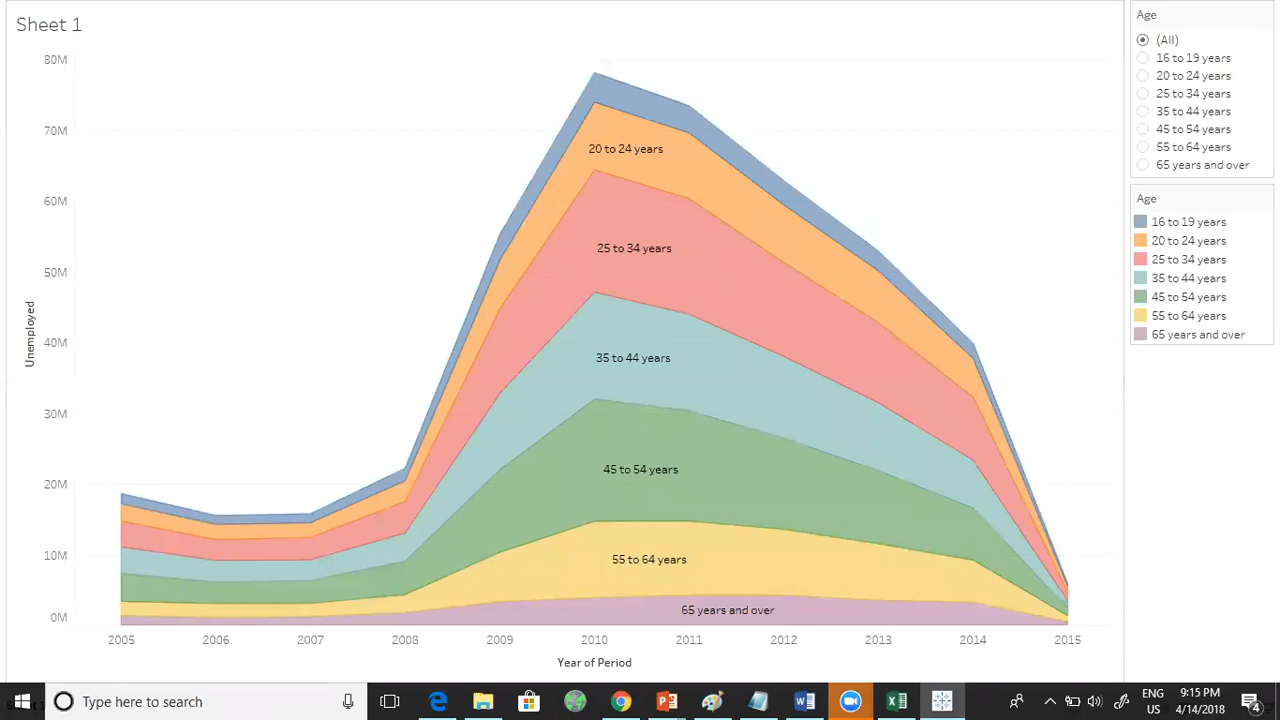 Sheet 1
80M
70M
60M
50M
40M
30M
20M
10M
0M
Unemployed
20 to 24 years
25 to 34 years
35 to 44 years
45 to 54 years
55 to 64 years
65 years and over
2005 2006 2007 2008 2009 2010 2011 2012 2013 2014 2015
Year of Period
Age
(All)
16 to 19 years
20 to 24 years
25 to 34 years
35 to 44 years
45 to 54 years
55 to 64 years
65 years and over
Age
16 to 19 years
20 to 24 years
25 to 34 years
35 to 44 years
45 to 54 years
55 to 64 years
65 years and over
Type here to search
ENG
US
9:15 PM
4/14/2018
4